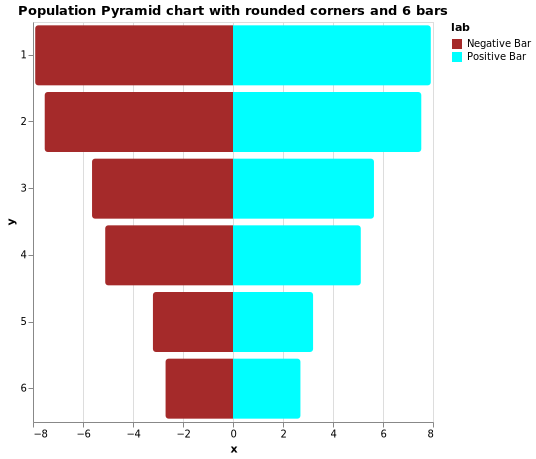 Population Pyramid chart with rounded corners and 6 bars
lab
Negative Bar
Positive Bar
1
2
3
4
5
6
y
−8 −6 −4 −2 0 2 4 6 8
x